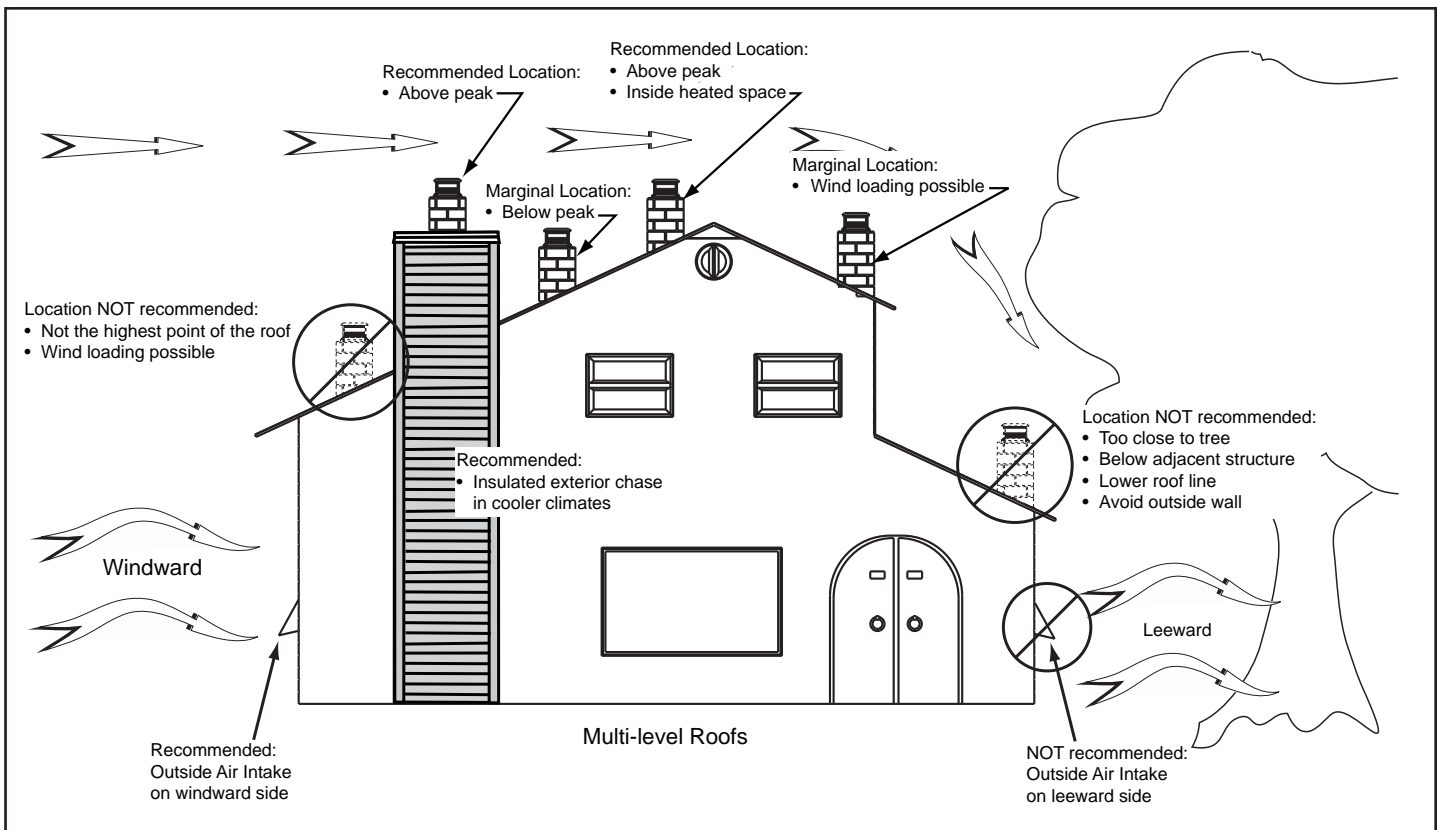 Recommended Location:
• Above peak
Recommended Location:
• Above peak
• Inside heated space
Marginal Location:
• Below peak
Marginal Location:
• Wind loading possible
Location NOT recommended:
• Not the highest point of the roof
• Wind loading possible
Location NOT recommended:
• Too close to tree
• Below adjacent structure
• Lower roof line
• Avoid outside wall
Recommended:
• Insulated exterior chase
in cooler climates
Windward
Leeward
Multi-level Roofs
Recommended:
Outside Air Intake
on windward side
NOT recommended:
Outside Air Intake
on leeward side